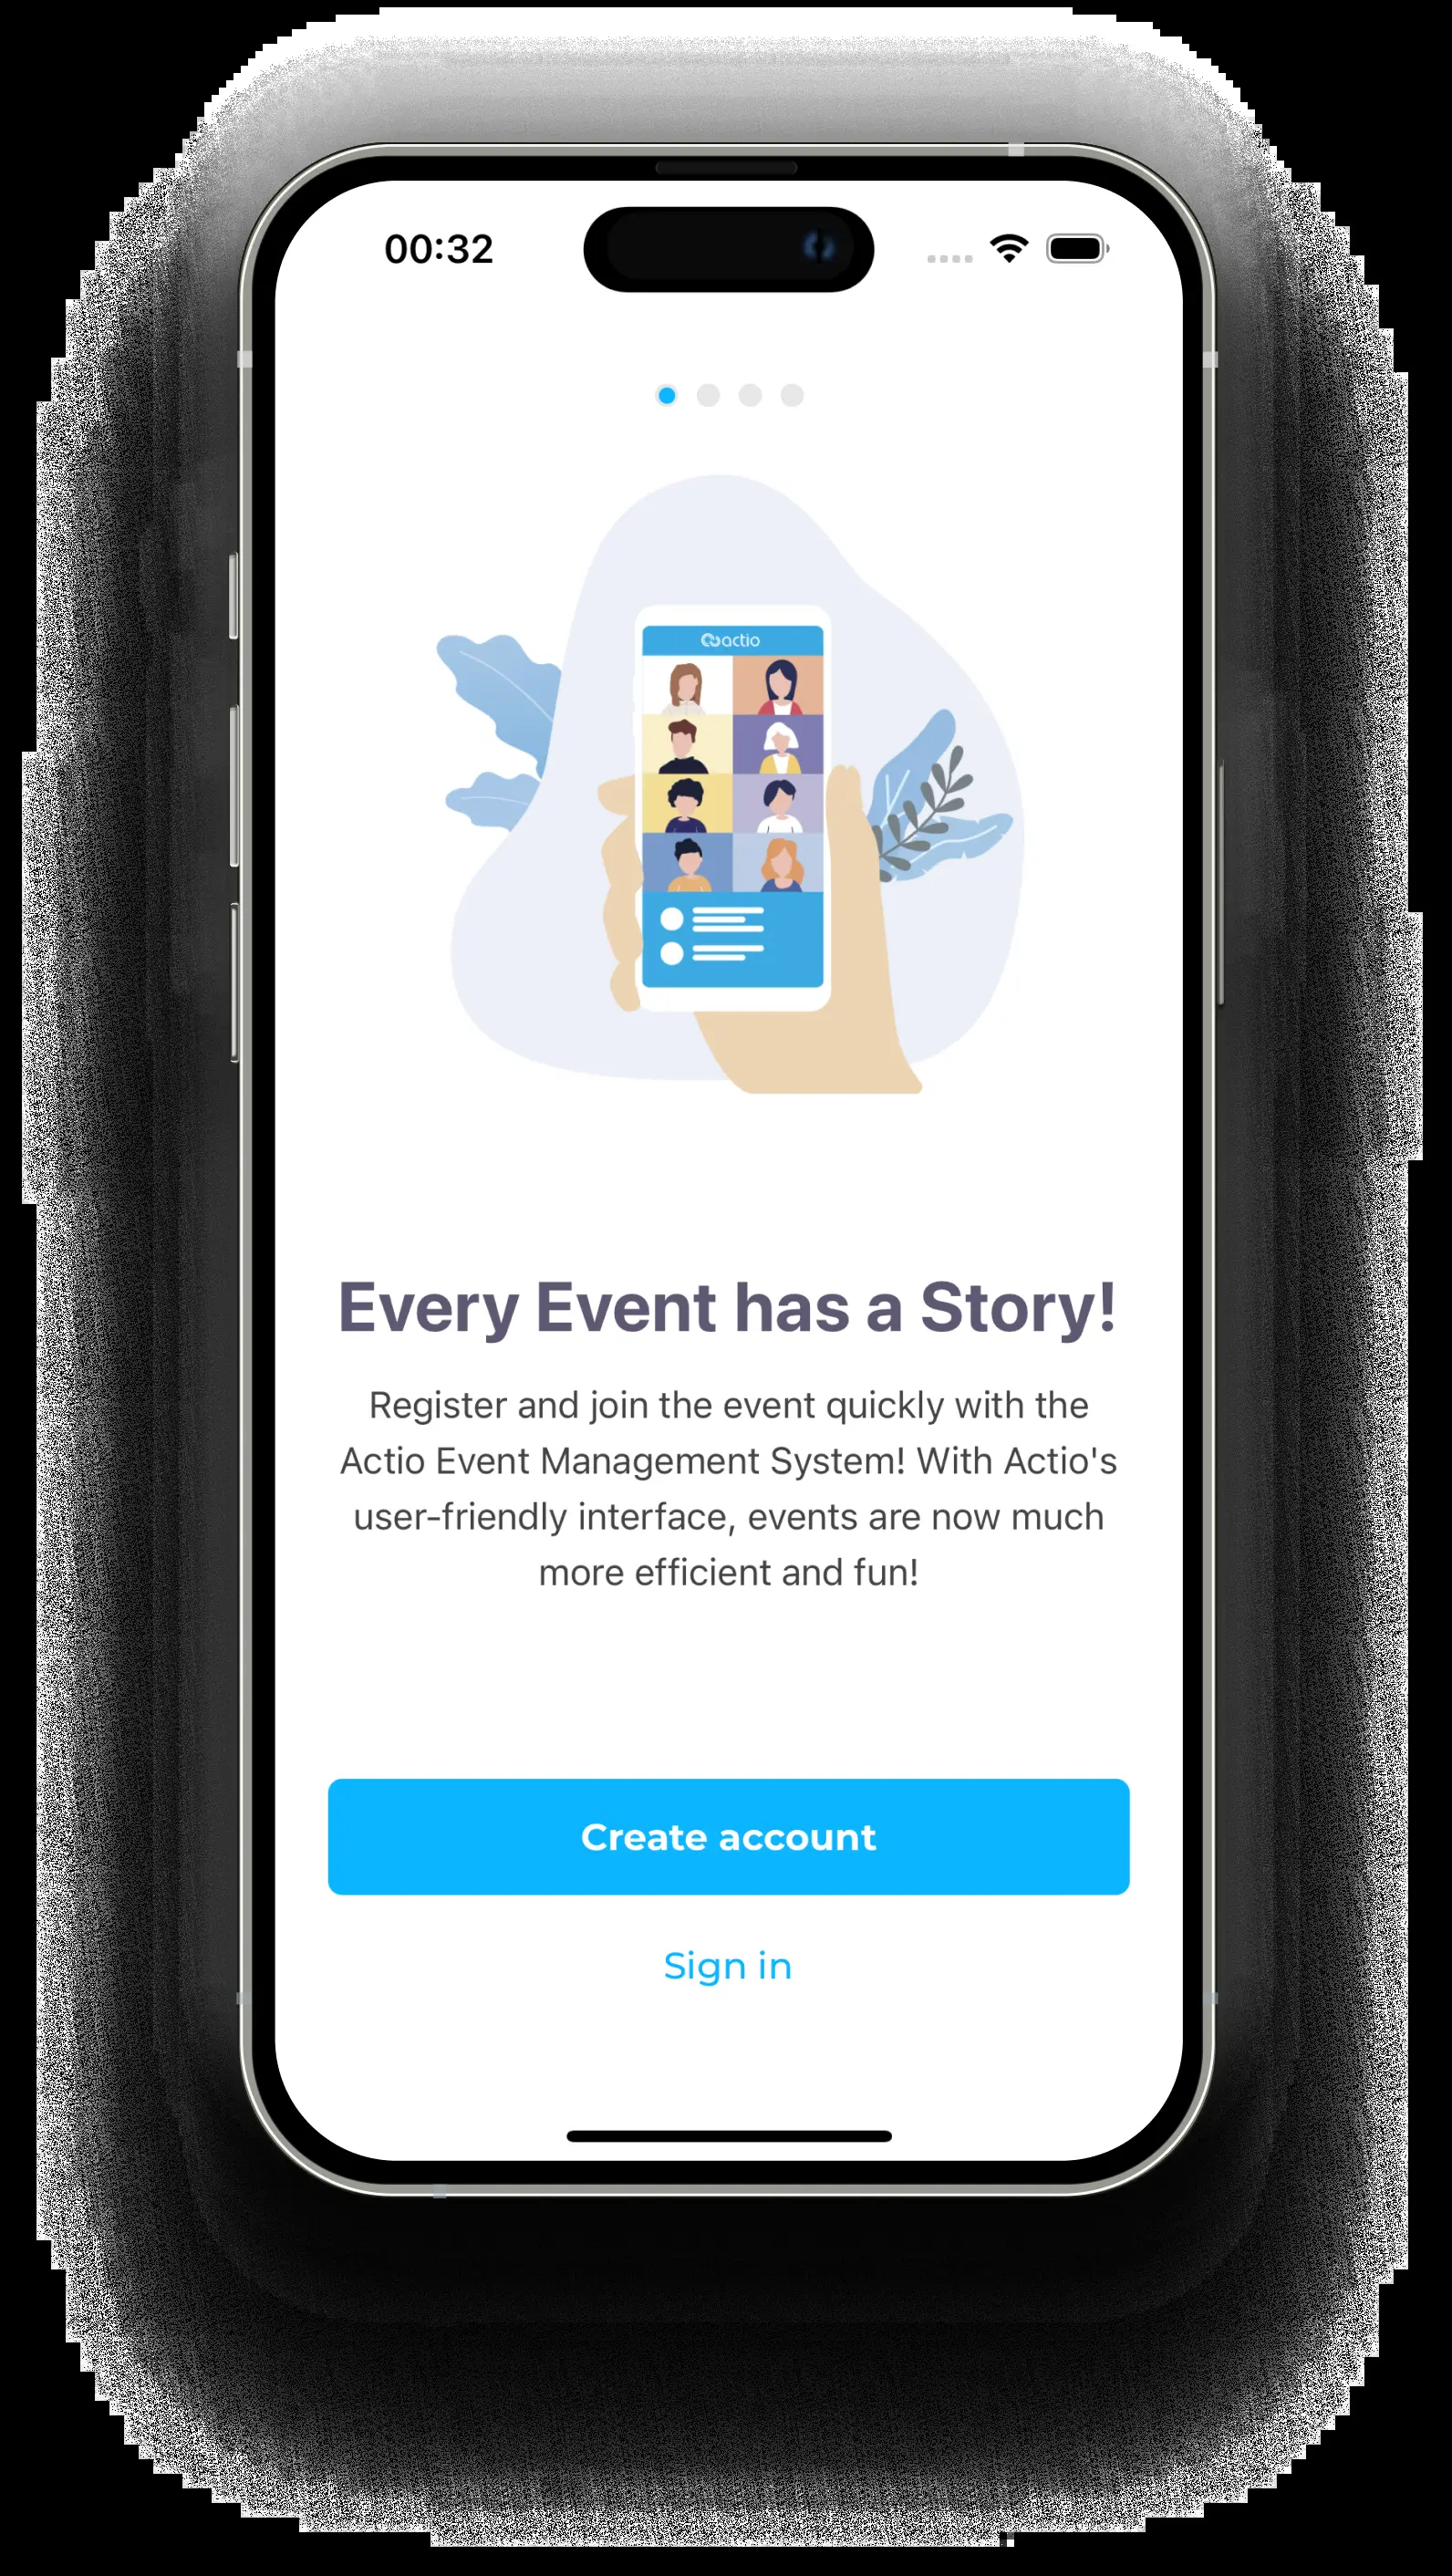 00:32
actio
Every Event has a Story!
Register and join the event quickly with the
Actio Event Management System! With Actio's
user-friendly interface, events are now much
more efficient and fun!
Create account
Sign in